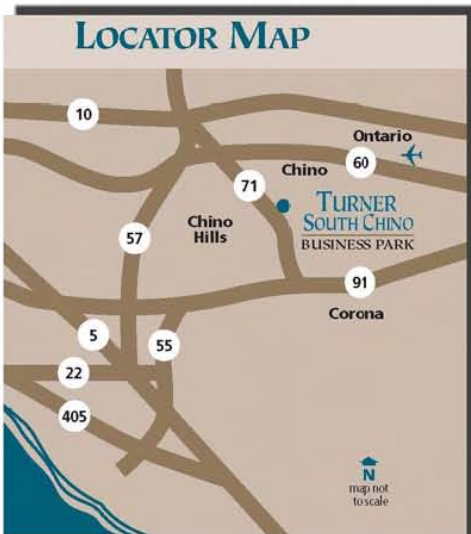 LOCATOR MAP
10
Ontario
Chino
60
71
TURNER
SOUTH CHINO
BUSINESS PARK
Chino
Hills
57
91
Corona
5
55
22
405
N
map not
to scale